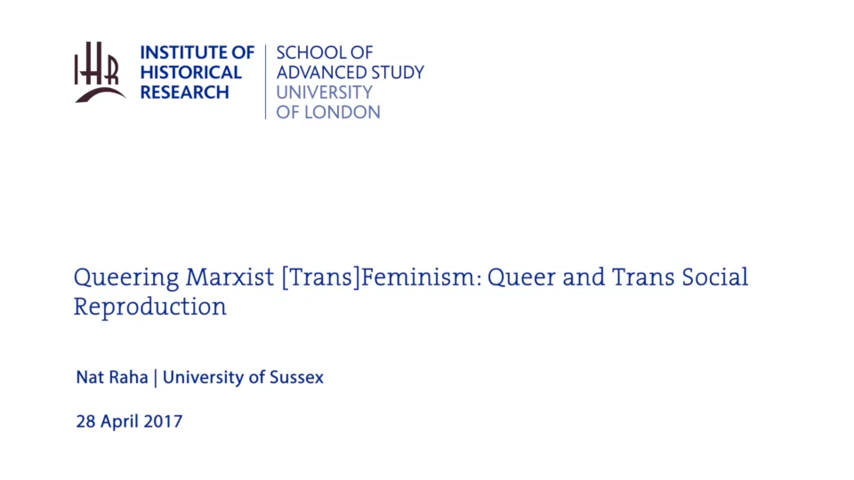 IHR
INSTITUTE OF
HISTORICAL
RESEARCH
SCHOOL OF
ADVANCED STUDY
UNIVERSITY
OF LONDON
Queering Marxist [Trans]Feminism: Queer and Trans Social
Reproduction
Nat Raha | University of Sussex
28 April 2017